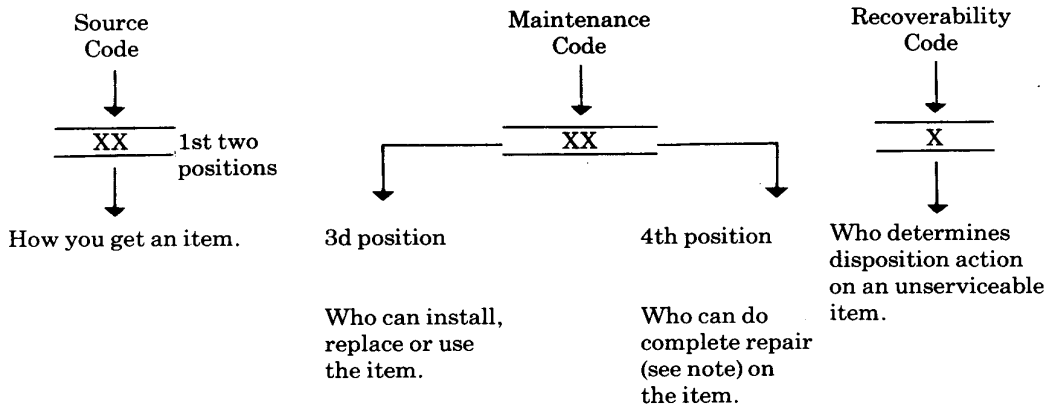 Source
Code
XX
1st two
positions
How you get an item.
Maintenance
Code
XX
3d position
Who can install,
replace or use
the item.
4th position
Who can do
complete repair
(see note) on
the item.
Recoverability
Code
X
Who determines
disposition action
on an unserviceable
item.